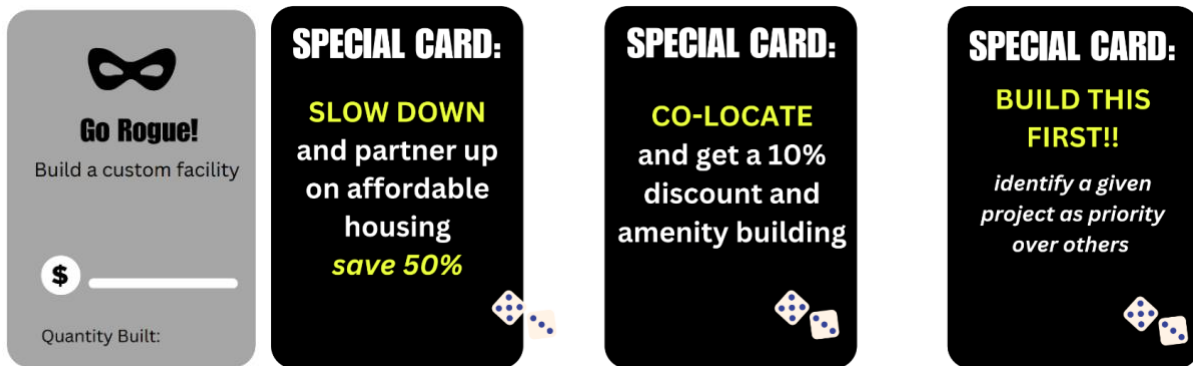 Go Rogue!
Build a custom facility
$
Quantity Built:
SPECIAL CARD:
SLOW DOWN
and partner up
on affordable
housing
save 50%
SPECIAL CARD:
CO-LOCATE
and get a 10%
discount and
amenity building
SPECIAL CARD:
BUILD THIS
FIRST!!
identify a given
project as priority
over others